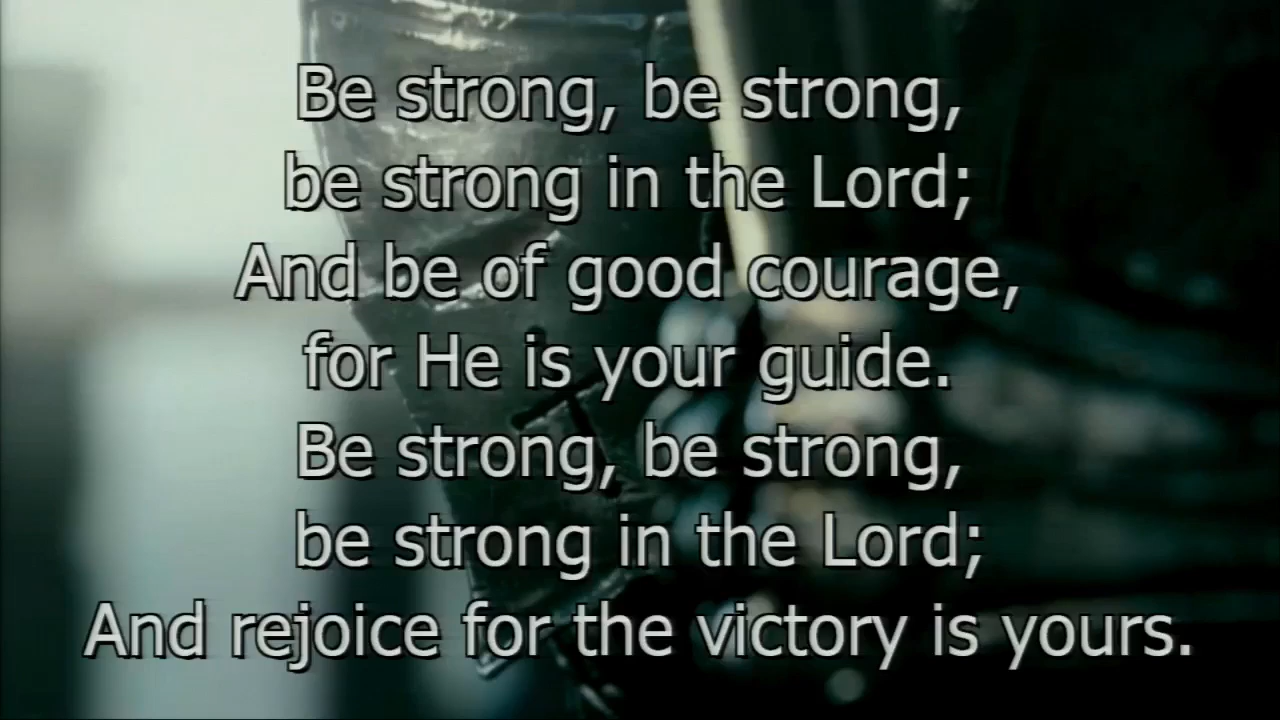 Be strong, be strong,
be strong in the Lord;
And be of good courage,
for He is your guide.
Be strong, be strong,
be strong in the Lord;
And rejoice for the victory is yours.